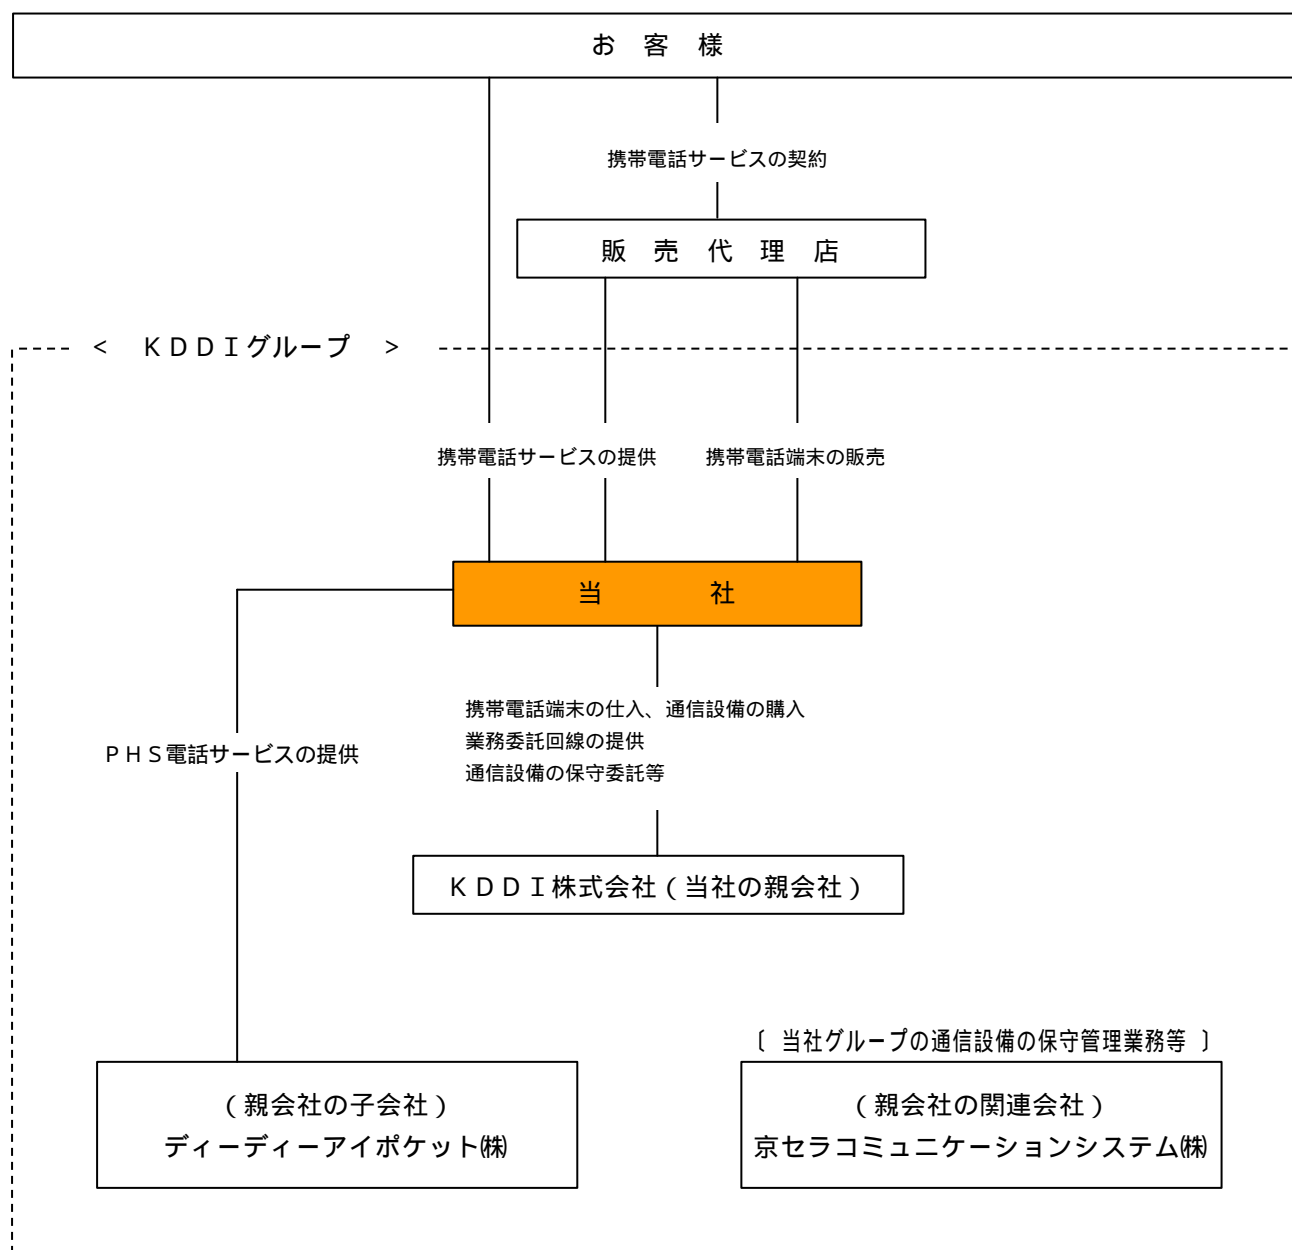 お 客 様
携帯電話サービスの契約
販 売 代 理 店
< ＫＤＤＩグループ >
携帯電話サービスの提供
携帯電話端末の販売
当 社
携帯電話端末の仕入、通信設備の購入
業務委託回線の提供
通信設備の保守委託等
ＰＨＳ電話サービスの提供
ＫＤＤＩ株式会社（当社の親会社）
〔 当社グループの通信設備の保守管理業務等 〕
（親会社の子会社）
ディーディーアイポケット㈱
（親会社の関連会社）
京セラコミュニケーションシステム㈱